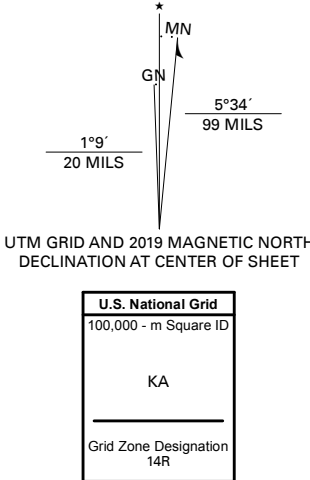 ★
MN
GN
5°34´
99 MILS
1°9´
20 MILS
UTM GRID AND 2019 MAGNETIC NORTH
DECLINATION AT CENTER OF SHEET
U.S. National Grid
100,000 - m Square ID
KA
Grid Zone Designation
14R